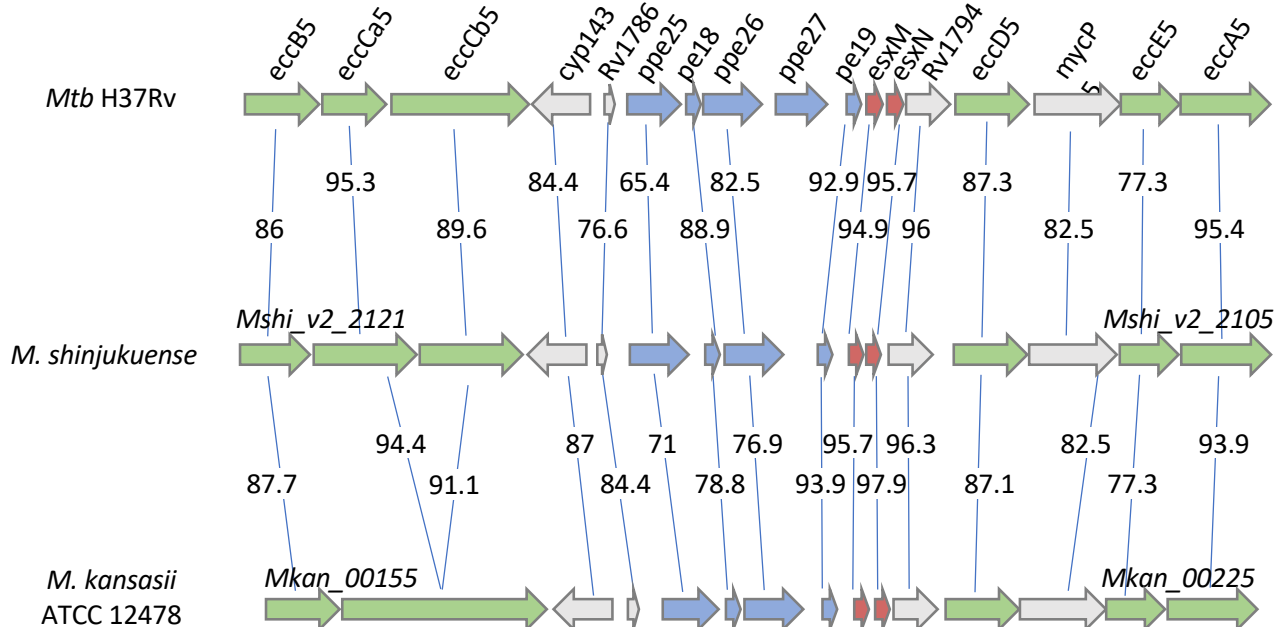 eccB5 eccCa5 eccCb5 cyp143 Rv1786 ppe25 pe18 ppe26 ppe27 pe19 esxM esxN Rv1794 eccD5 mycP5 eccE5 eccA5
Mtb H37Rv
95.3 84.4 65.4 82.5 92.9 95.7 87.3 77.3
86 89.6 76.6 88.9 94.9 96 82.5 95.4
Mshi_v2_2121 Mshi_v2_2105
M. shinjukuense
94.4 87 71 76.9 95.7 96.3 82.5 93.9
87.7 91.1 84.4 78.8 93.9 97.9 87.1 77.3
M. kansasii Mkan_00155 Mkan_00225
ATCC 12478